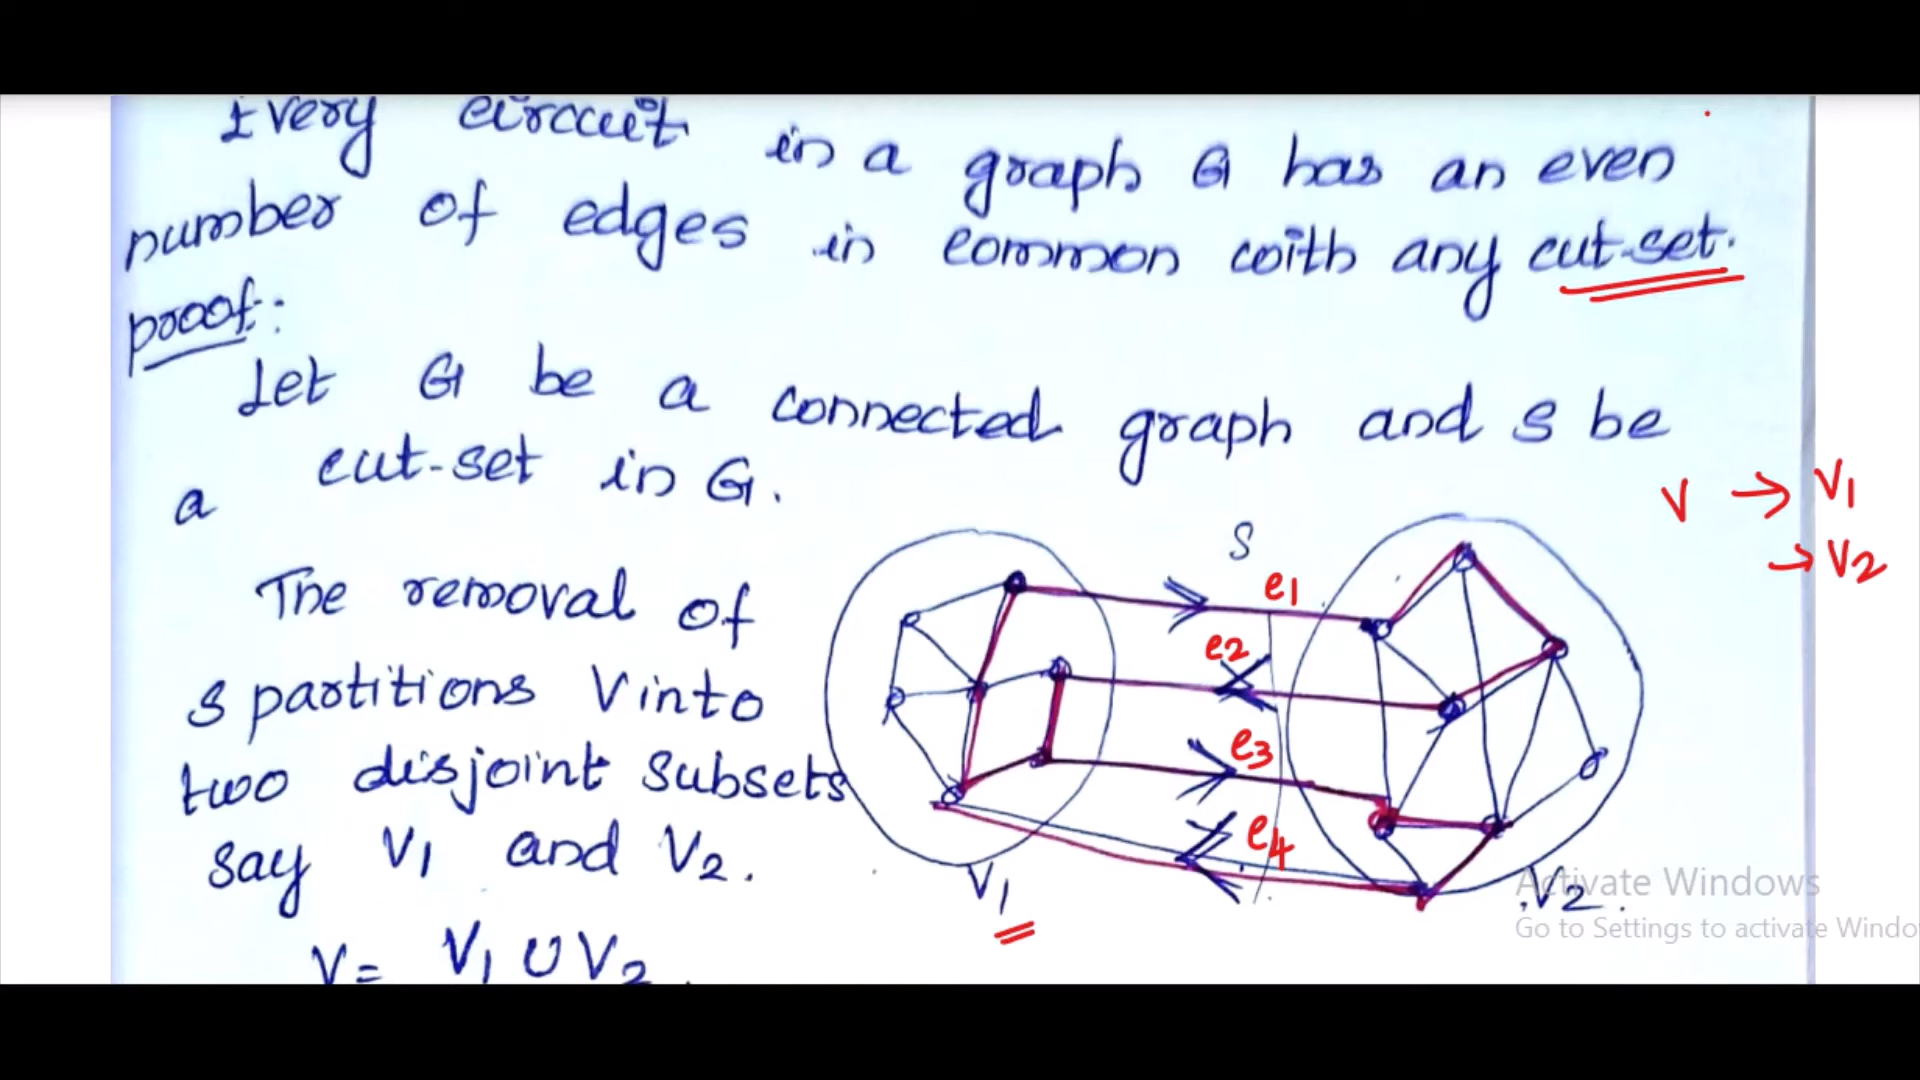 Every circuit in a graph G has an even
number of edges in common with any cut-set.
proof:
Let G be a connected graph and S be
a cut-set in G.
V → V1
→ V2
The removal of
S partitions V into
two disjoint subsets
say V1 and V2.
V = V1 U V2.
S
e1
e2
e3
e4
V1
V2
Activate Windows
Go to Settings to activate Windo